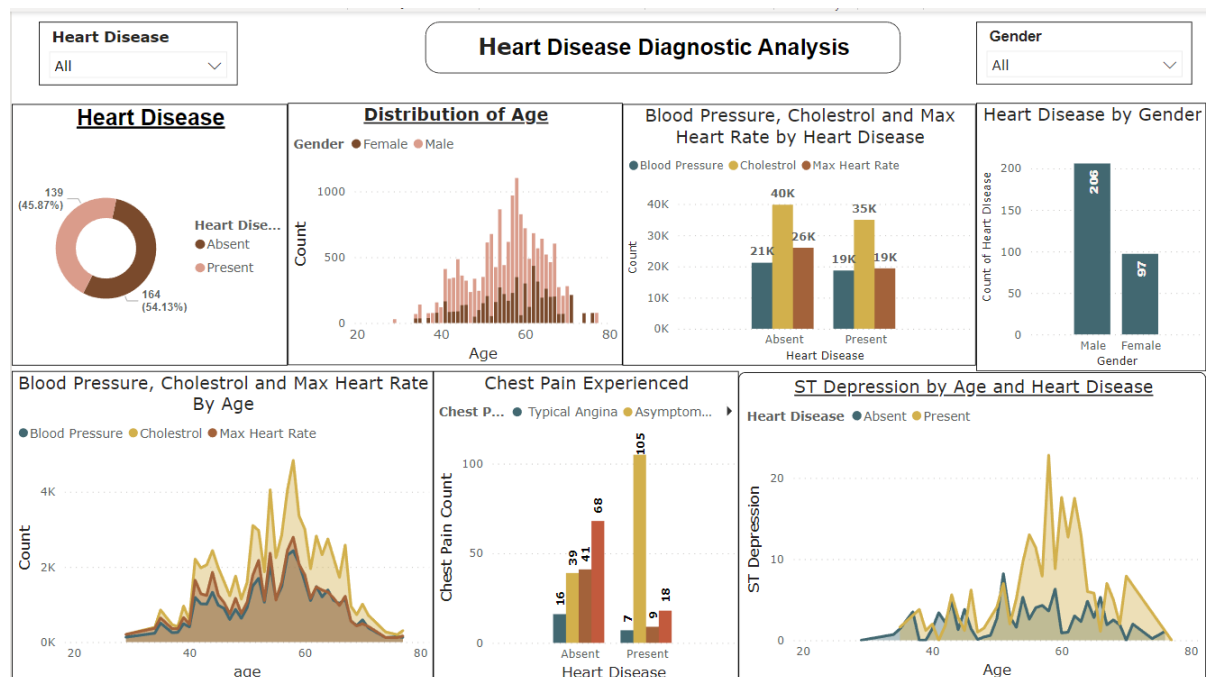 Heart Disease
All
Heart Disease Diagnostic Analysis
Gender
All
Heart Disease
139
(45.87%)
Heart Dise...
Absent
Present
164
(54.13%)
Distribution of Age
Gender Female Male
1000
500
0
Count
20 40 60 80
Age
Blood Pressure, Cholestrol and Max
Heart Rate by Heart Disease
Blood Pressure Cholestrol Max Heart Rate
40K
30K
20K
10K
0K
Count
21K 40K 26K
19K 35K 19K
Absent Present
Heart Disease
Heart Disease by Gender
200
150
100
50
0
Count of Heart Disease
206
97
Male Female
Gender
Blood Pressure, Cholestrol and Max Heart Rate
By Age
Blood Pressure Cholestrol Max Heart Rate
4K
2K
0K
Count
20 40 60 80
age
Chest Pain Experienced
Chest P... Typical Angina Asymptom...
100
50
0
Chest Pain Count
16 39 41 68
7 105 9 18
Absent Present
Heart Disease
ST Depression by Age and Heart Disease
Heart Disease Absent Present
20
10
0
ST Depression
20 40 60 80
Age